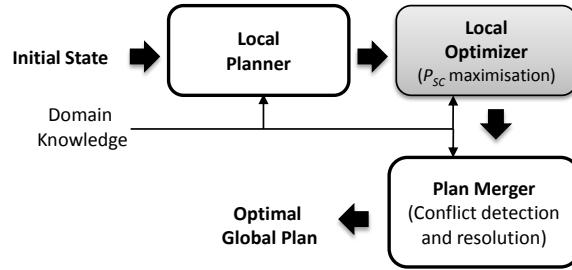 Initial State
Local
Planner
Local
Optimizer
(P_SC maximisation)
Domain
Knowledge
Plan Merger
(Conflict detection
and resolution)
Optimal
Global Plan